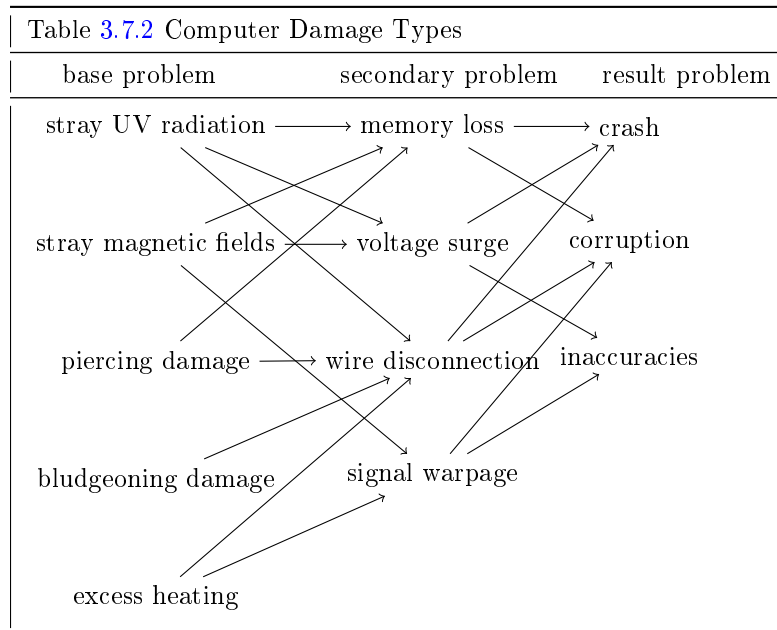 Table 3.7.2 Computer Damage Types
base problem secondary problem result problem
stray UV radiation memory loss crash
stray magnetic fields voltage surge corruption
piercing damage wire disconnection inaccuracies
bludgeoning damage signal warpage
excess heating